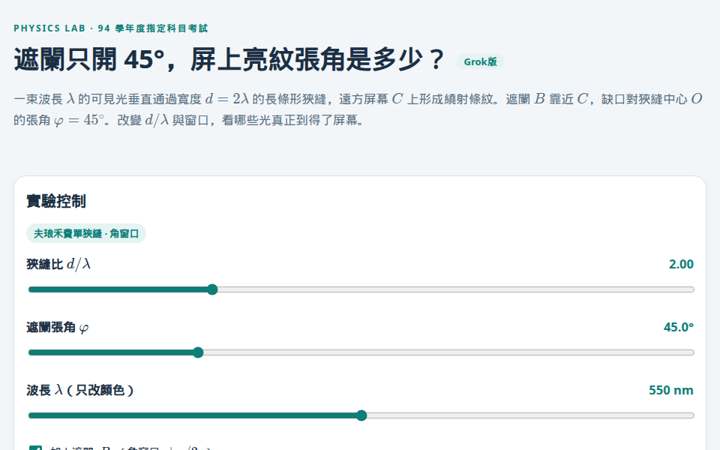 PHYSICS LAB · 94 學年度指定科目考試
遮闌只開 45°，屏上亮紋張角是多少？ Grok版
一束波長 λ 的可見光垂直通過寬度 d = 2λ 的長條形狹縫，遠方屏幕 C 上形成繞射條紋。遮闌 B 靠近 C，缺口對狹縫中心 O
的張角 φ = 45°。改變 d/λ 與窗口，看哪些光真正到得了屏幕。
實驗控制
夫琅禾費單狹縫 · 角窗口
狹縫比 d/λ 2.00
遮闌張角 φ 45.0°
波長 λ（只改顏色） 550 nm